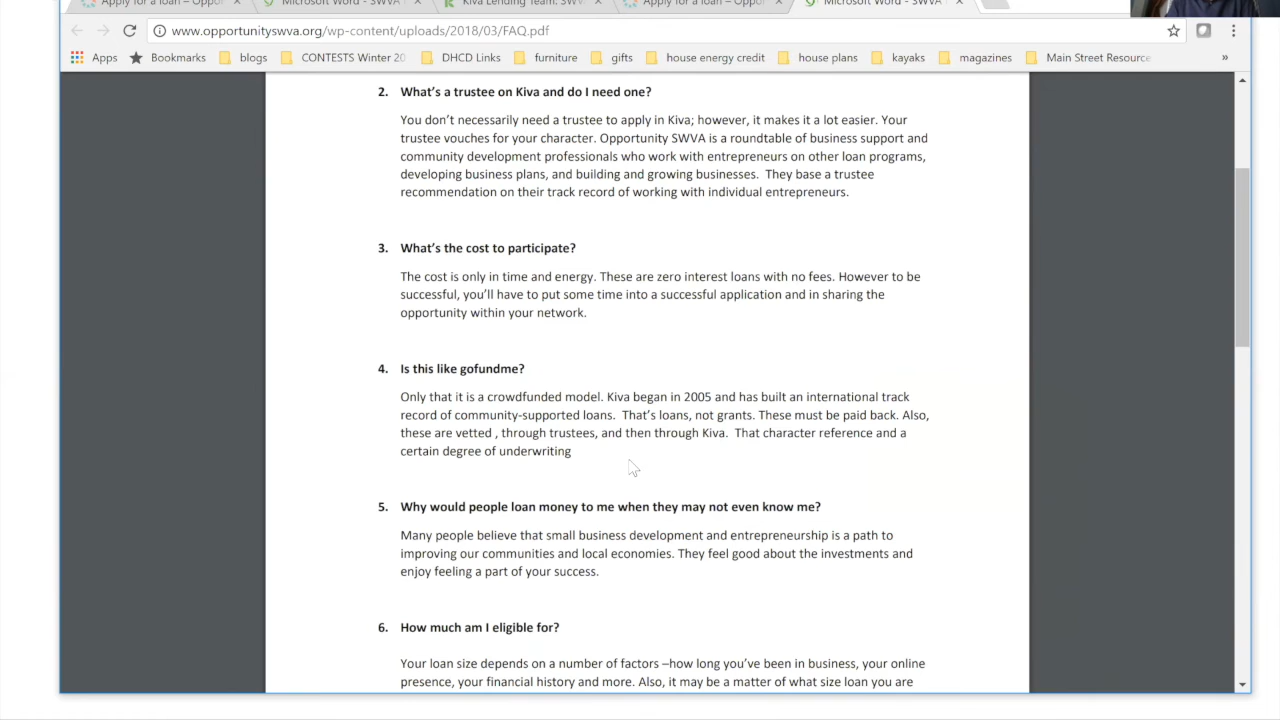 Apply for a loan – Oppor
Microsoft Word - SWVA
Kiva Lending Team: SWV
Apply for a loan – Oppor
Microsoft Word - SWVA
www.opportunityswva.org/wp-content/uploads/2018/03/FAQ.pdf
Apps Bookmarks blogs CONTESTS Winter 20 DHCD Links furniture gifts house energy credit house plans kayaks magazines Main Street Resource »
2. What's a trustee on Kiva and do I need one?
You don't necessarily need a trustee to apply in Kiva; however, it makes it a lot easier. Your
trustee vouches for your character. Opportunity SWVA is a roundtable of business support and
community development professionals who work with entrepreneurs on other loan programs,
developing business plans, and building and growing businesses.  They base a trustee
recommendation on their track record of working with individual entrepreneurs.
3. What's the cost to participate?
The cost is only in time and energy. These are zero interest loans with no fees. However to be
successful, you'll have to put some time into a successful application and in sharing the
opportunity within your network.
4. Is this like gofundme?
Only that it is a crowdfunded model. Kiva began in 2005 and has built an international track
record of community-supported loans.  That's loans, not grants. These must be paid back. Also,
these are vetted , through trustees, and then through Kiva.  That character reference and a
certain degree of underwriting
5. Why would people loan money to me when they may not even know me?
Many people believe that small business development and entrepreneurship is a path to
improving our communities and local economies. They feel good about the investments and
enjoy feeling a part of your success.
6. How much am I eligible for?
Your loan size depends on a number of factors –how long you've been in business, your online
presence, your financial history and more. Also, it may be a matter of what size loan you are